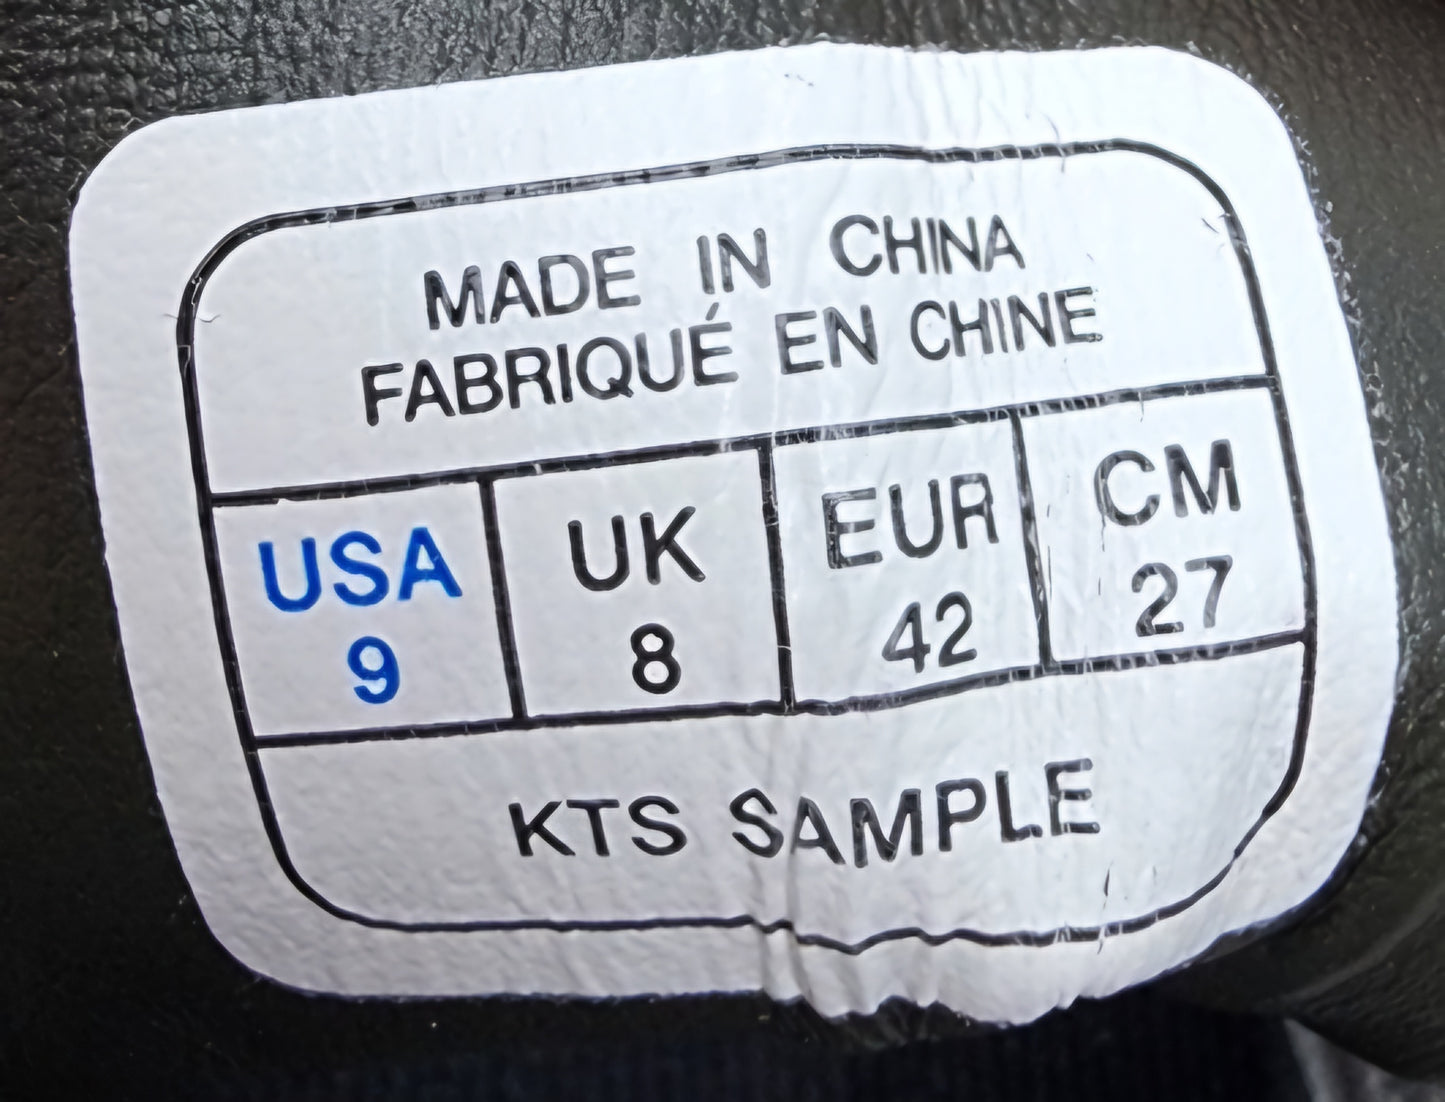 MADE IN CHINA
FABRIQUÉ EN CHINE
USA UK EUR CM
9 8 42 27
KTS SAMPLE